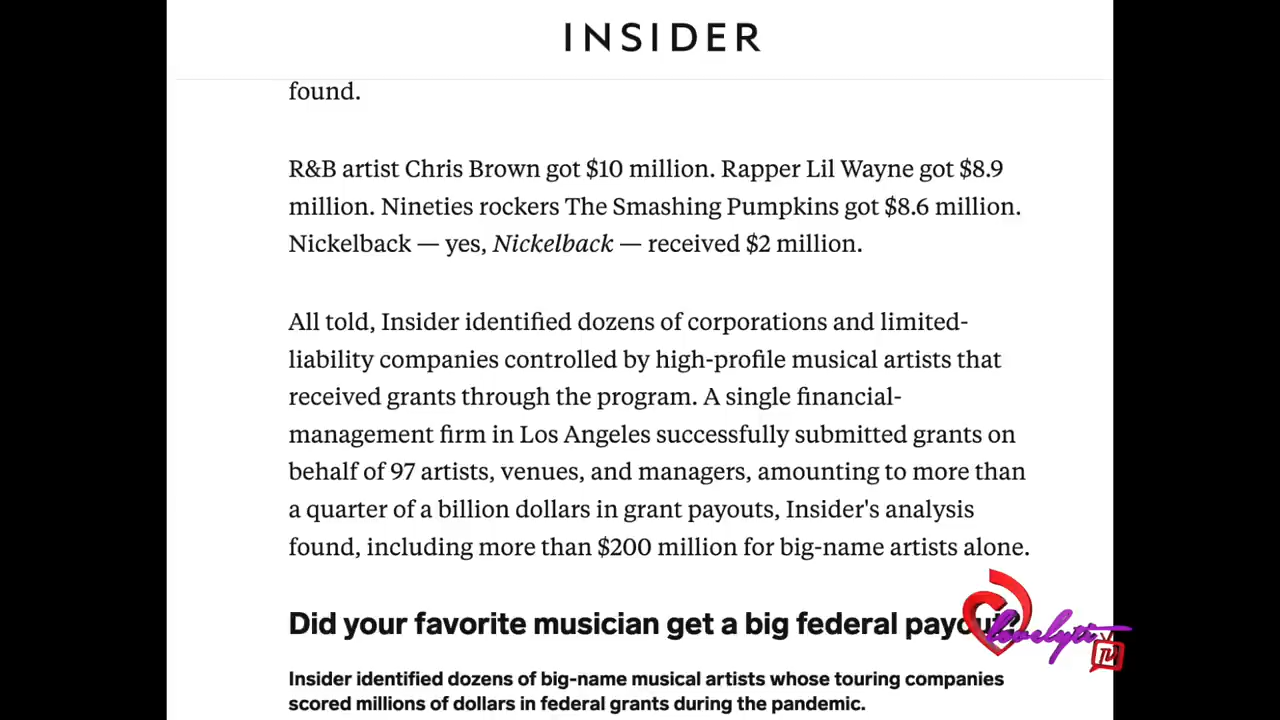 INSIDER
found.
R&B artist Chris Brown got $10 million. Rapper Lil Wayne got $8.9
million. Nineties rockers The Smashing Pumpkins got $8.6 million.
Nickelback — yes, Nickelback — received $2 million.
All told, Insider identified dozens of corporations and limited-
liability companies controlled by high-profile musical artists that
received grants through the program. A single financial-
management firm in Los Angeles successfully submitted grants on
behalf of 97 artists, venues, and managers, amounting to more than
a quarter of a billion dollars in grant payouts, Insider's analysis
found, including more than $200 million for big-name artists alone.
Did your favorite musician get a big federal payout?
lovelyti
TV
Insider identified dozens of big-name musical artists whose touring companies
scored millions of dollars in federal grants during the pandemic.